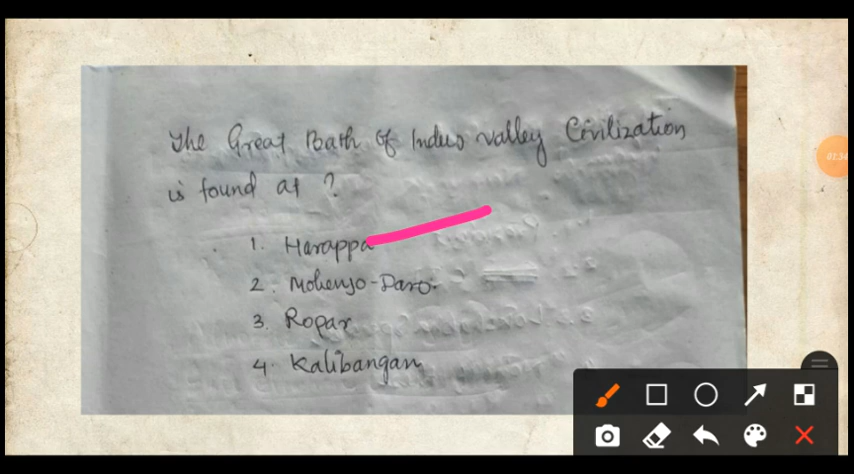 The Great Bath Of Indus Valley Civilization
is found at ?
1. Harappa
2. Mohenjo-Daro.
3. Ropar
4. Kalibangan